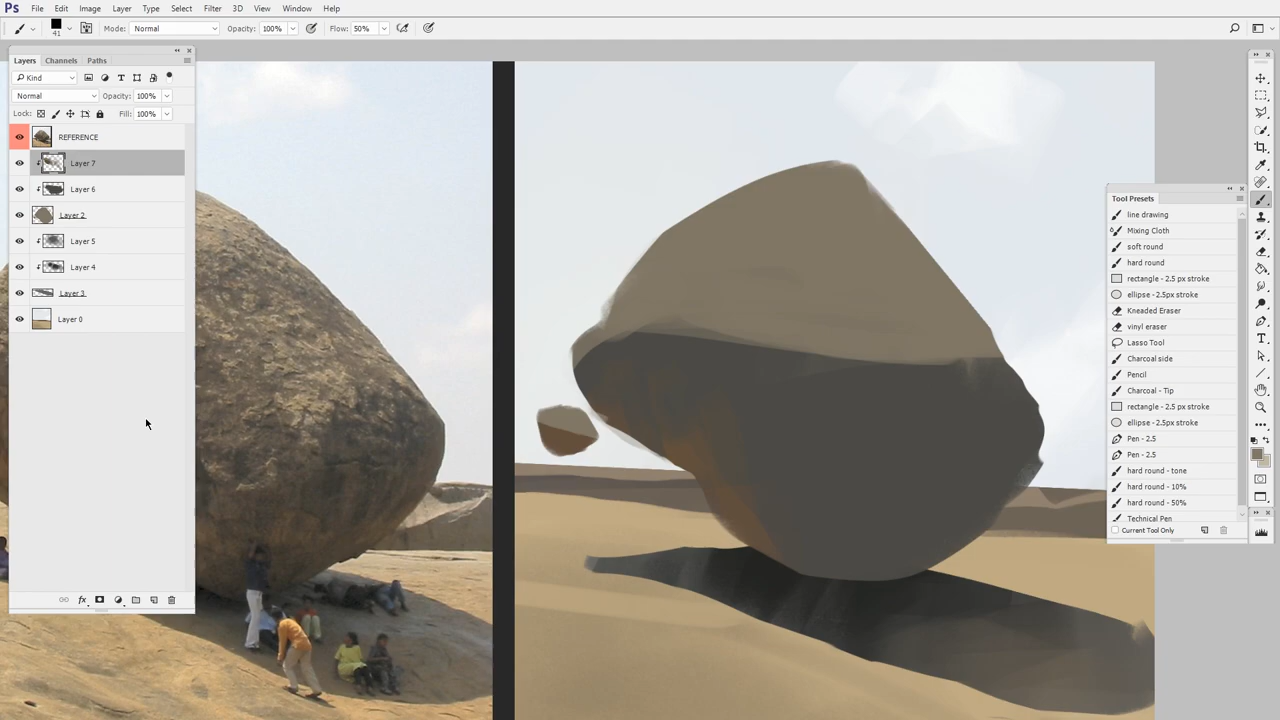 Ps File Edit Image Layer Type Select Filter 3D View Window Help
41 Mode: Normal Opacity: 100% Flow: 50%
Layers Channels Paths
Kind
Normal Opacity: 100%
Lock: Fill: 100%
REFERENCE
Layer 7
Layer 6
Layer 2
Layer 5
Layer 4
Layer 3
Layer 0
fx
Tool Presets
line drawing
Mixing Cloth
soft round
hard round
rectangle - 2.5 px stroke
ellipse - 2.5px stroke
Kneaded Eraser
vinyl eraser
Lasso Tool
Charcoal side
Pencil
Charcoal - Tip
rectangle - 2.5 px stroke
ellipse - 2.5px stroke
Pen - 2.5
Pen - 2.5
hard round - tone
hard round - 10%
hard round - 50%
Technical Pen
Current Tool Only